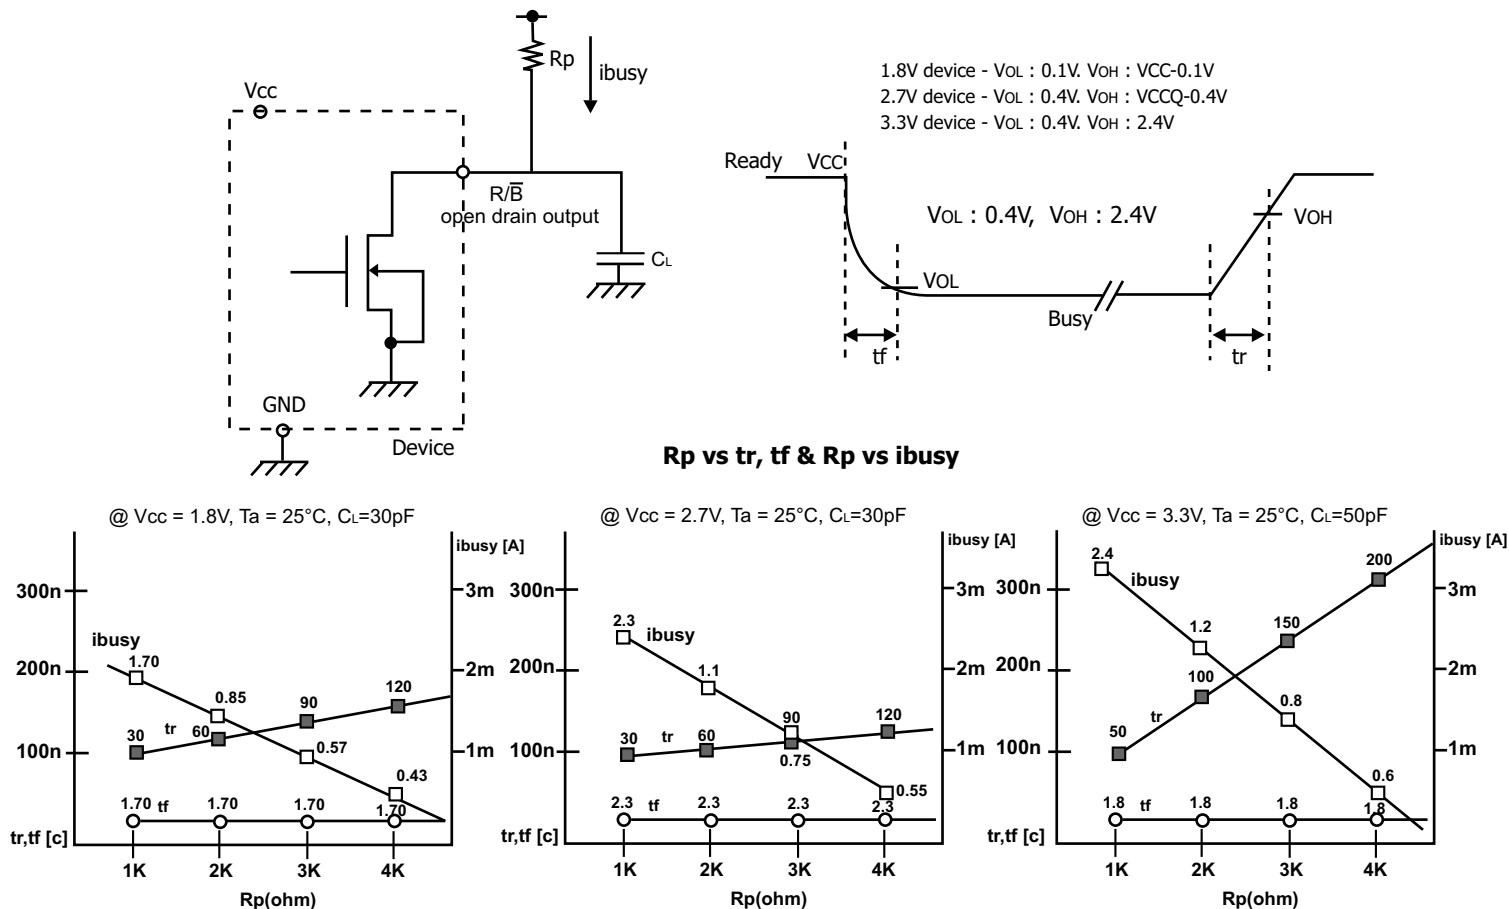 Rp
ibusy
Vcc
R/B̅
open drain output
CL
GND
Device
1.8V device - VOL : 0.1V. VOH : VCC-0.1V
2.7V device - VOL : 0.4V. VOH : VCCQ-0.4V
3.3V device - VOL : 0.4V. VOH : 2.4V
Ready VCC
VOL : 0.4V, VOH : 2.4V
VOH
VOL
Busy
tf
tr
Rp vs tr, tf & Rp vs ibusy
@ Vcc = 1.8V, Ta = 25°C, CL=30pF
ibusy [A]
300n
3m
ibusy
1.70
200n
2m
0.85
120
90
30
tr
60
100n
0.57
1m
0.43
1.70 tf
1.70
1.70
1.70
tr,tf [c]
1K 2K 3K 4K
Rp(ohm)
@ Vcc = 2.7V, Ta = 25°C, CL=30pF
ibusy [A]
300n
3m
2.3
ibusy
200n
1.1
2m
30
tr
60
90
120
100n
0.75
1m
0.55
2.3 tf
2.3
2.3
2.3
tr,tf [c]
1K 2K 3K 4K
Rp(ohm)
@ Vcc = 3.3V, Ta = 25°C, CL=50pF
ibusy [A]
2.4
ibusy
200
300n
3m
1.2
150
200n
2m
100
0.8
50
tr
100n
1m
0.6
1.8 tf
1.8
1.8
1.8
tr,tf [c]
1K 2K 3K 4K
Rp(ohm)